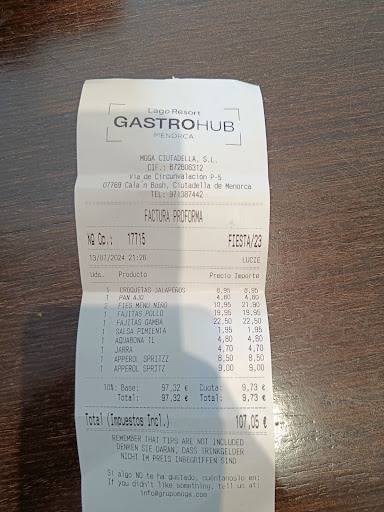 Lago Resort
GASTROHUB
MENORCA
MOGA CIUTADELLA, S.L.
CIF.: B72606312
Via de Circunvalación P-5
07769 Cala'n Bosh, Ciutadella de Menorca
TEL: 971387442
FACTURA PROFORMA
Nº Op.: 17715 FIESTA/23
13/07/2024 21:26 LUCIE
Uds. Producto Precio Importe
1 CROQUETAS JALAPEÑOS 6,95 6,95
1 PAN AJO 4,80 4,80
2 FIES MENU NIÑO 10,95 21,90
1 FAJITAS POLLO 19,95 19,95
1 FAJITAS GAMBA 22,50 22,50
1 SALSA PIMIENTA 1,95 1,95
1 AQUABONA 1L 4,80 4,80
1 JARRA 4,70 4,70
1 APPEROL SPRITZZ 8,50 8,50
1 APPEROL SPRITZ 9,00 9,00
10% Base: 97,32 € Cuota: 9,73 €
Total: 97,32 € Total: 9,73 €
Total (Impuestos Incl.) 107,05 €
REMEMBER THAT TIPS ARE NOT INCLUDED
DENKEN SIE DARAN, DASS TRINKGELDER
NICHT IM PREIS INBEGRIFFEN SIND
Si algo NO te ha gustado, cuéntanoslo en:
If you didn't like something, tell us at:
info@grupomoga.com